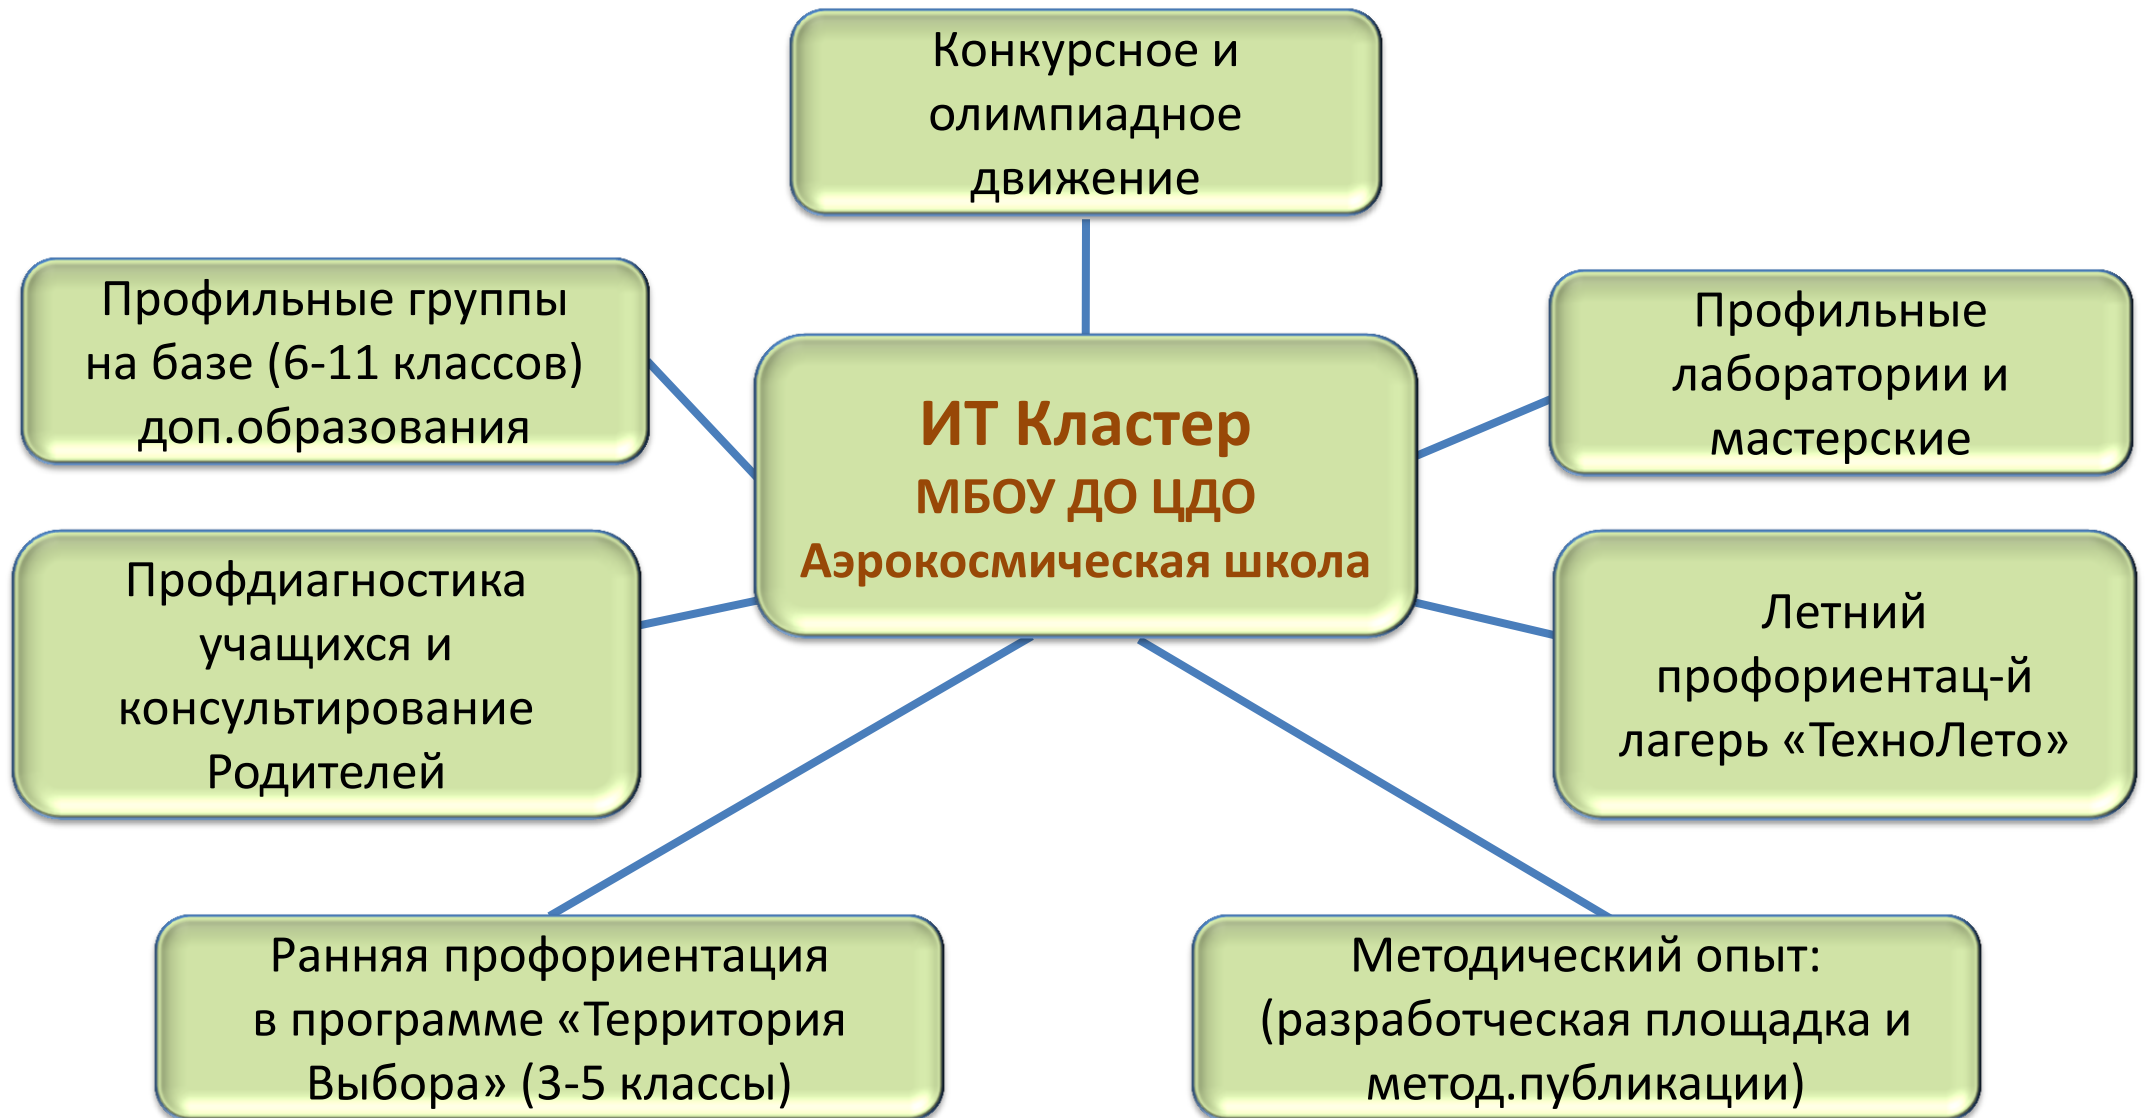 Конкурсное и
олимпиадное
движение
Профильные группы
на базе (6-11 классов)
доп.образования
Профильные
лаборатории и
мастерские
ИТ Кластер
МБОУ ДО ЦДО
Аэрокосмическая школа
Профдиагностика
учащихся и
консультирование
Родителей
Летний
профориентац-й
лагерь «ТехноЛето»
Ранняя профориентация
в программе «Территория
Выбора» (3-5 классы)
Методический опыт:
(разработческая площадка и
метод.публикации)